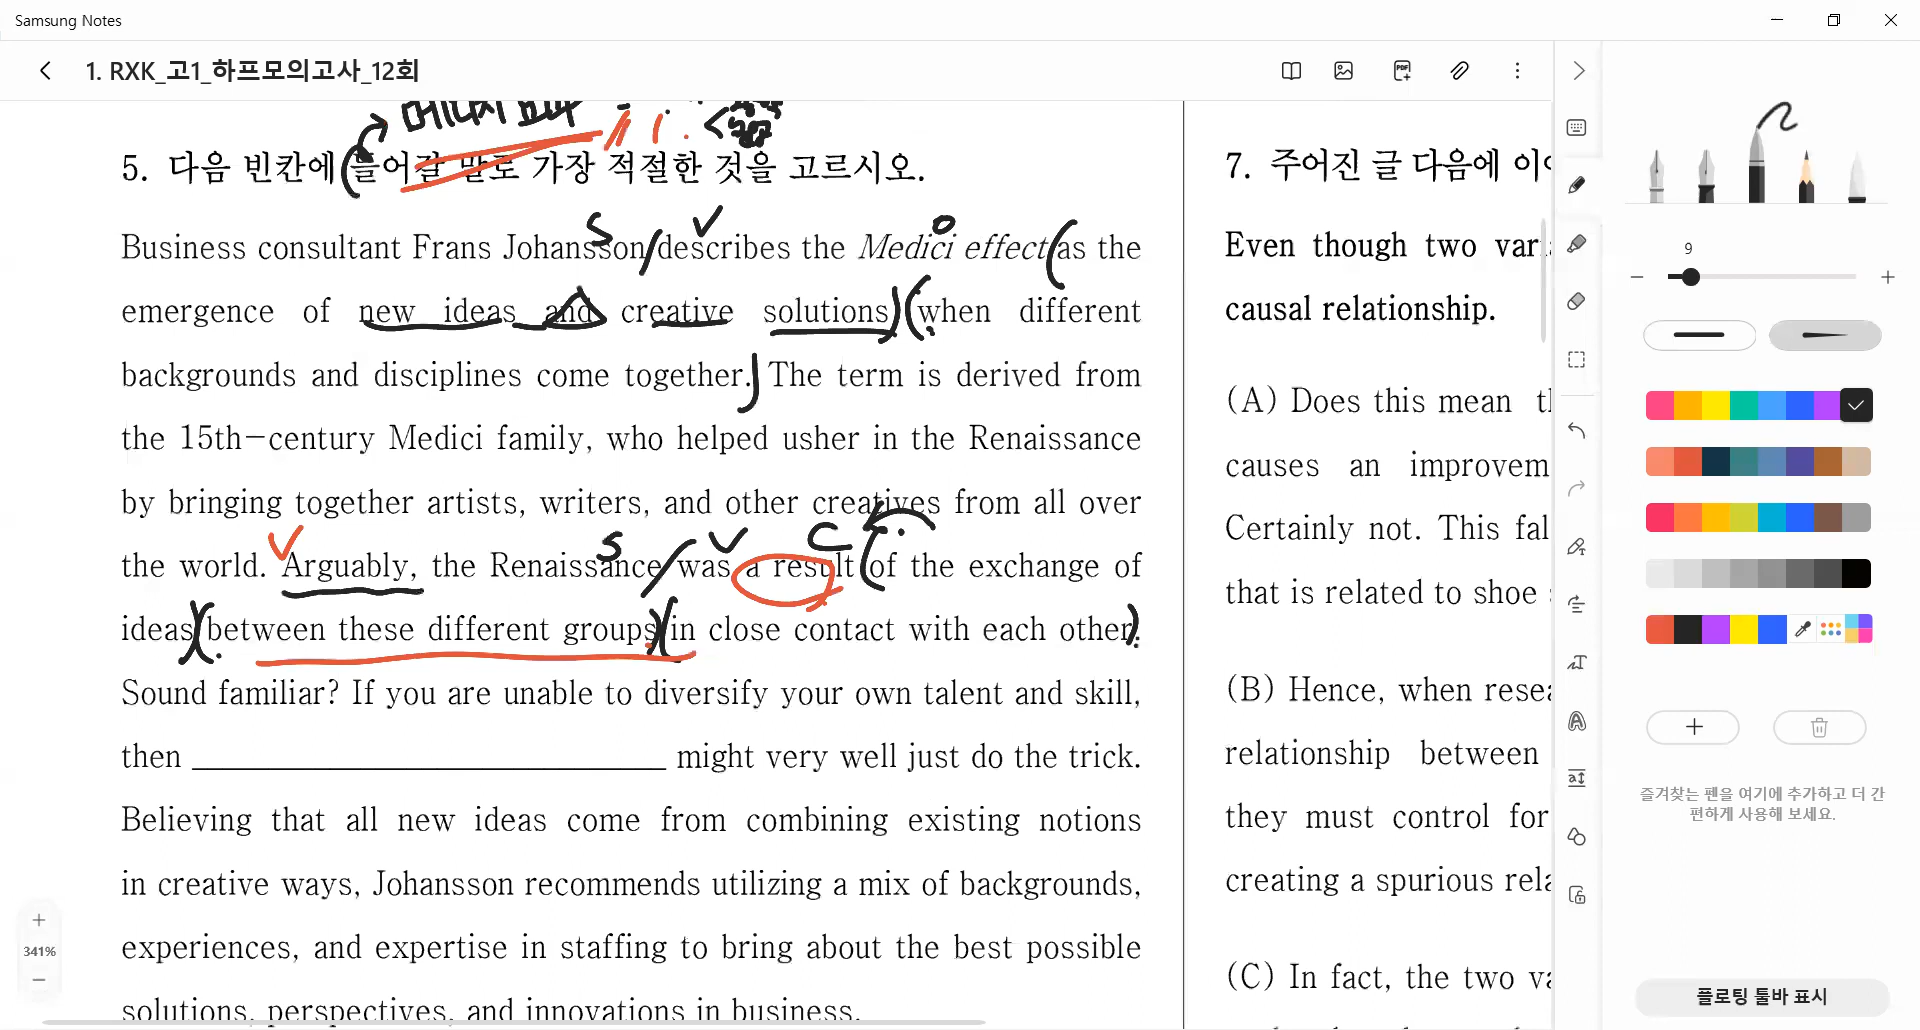 Samsung Notes
1. RXK_고1_하프모의고사_12회
5. 다음 빈칸에 들어갈 말로 가장 적절한 것을 고르시오.
S V O
Business consultant Frans Johansson describes the Medici effect as the
emergence of new ideas and creative solutions when different
backgrounds and disciplines come together. The term is derived from
the 15th-century Medici family, who helped usher in the Renaissance
by bringing together artists, writers, and other creatives from all over
V S V C
the world. Arguably, the Renaissance was a result of the exchange of
ideas between these different groups in close contact with each other.
Sound familiar? If you are unable to diversify your own talent and skill,
then ______________________________ might very well just do the trick.
Believing that all new ideas come from combining existing notions
in creative ways, Johansson recommends utilizing a mix of backgrounds,
experiences, and expertise in staffing to bring about the best possible
solutions, perspectives, and innovations in business.
7. 주어진 글 다음에 이어
Even though two vari
causal relationship.
(A) Does this mean th
causes an improvem
Certainly not. This fal
that is related to shoe s
(B) Hence, when resea
relationship between
they must control for
creating a spurious rela
(C) In fact, the two va
9
즐겨찾는 펜을 여기에 추가하고 더 간
편하게 사용해 보세요.
플로팅 툴바 표시
341%